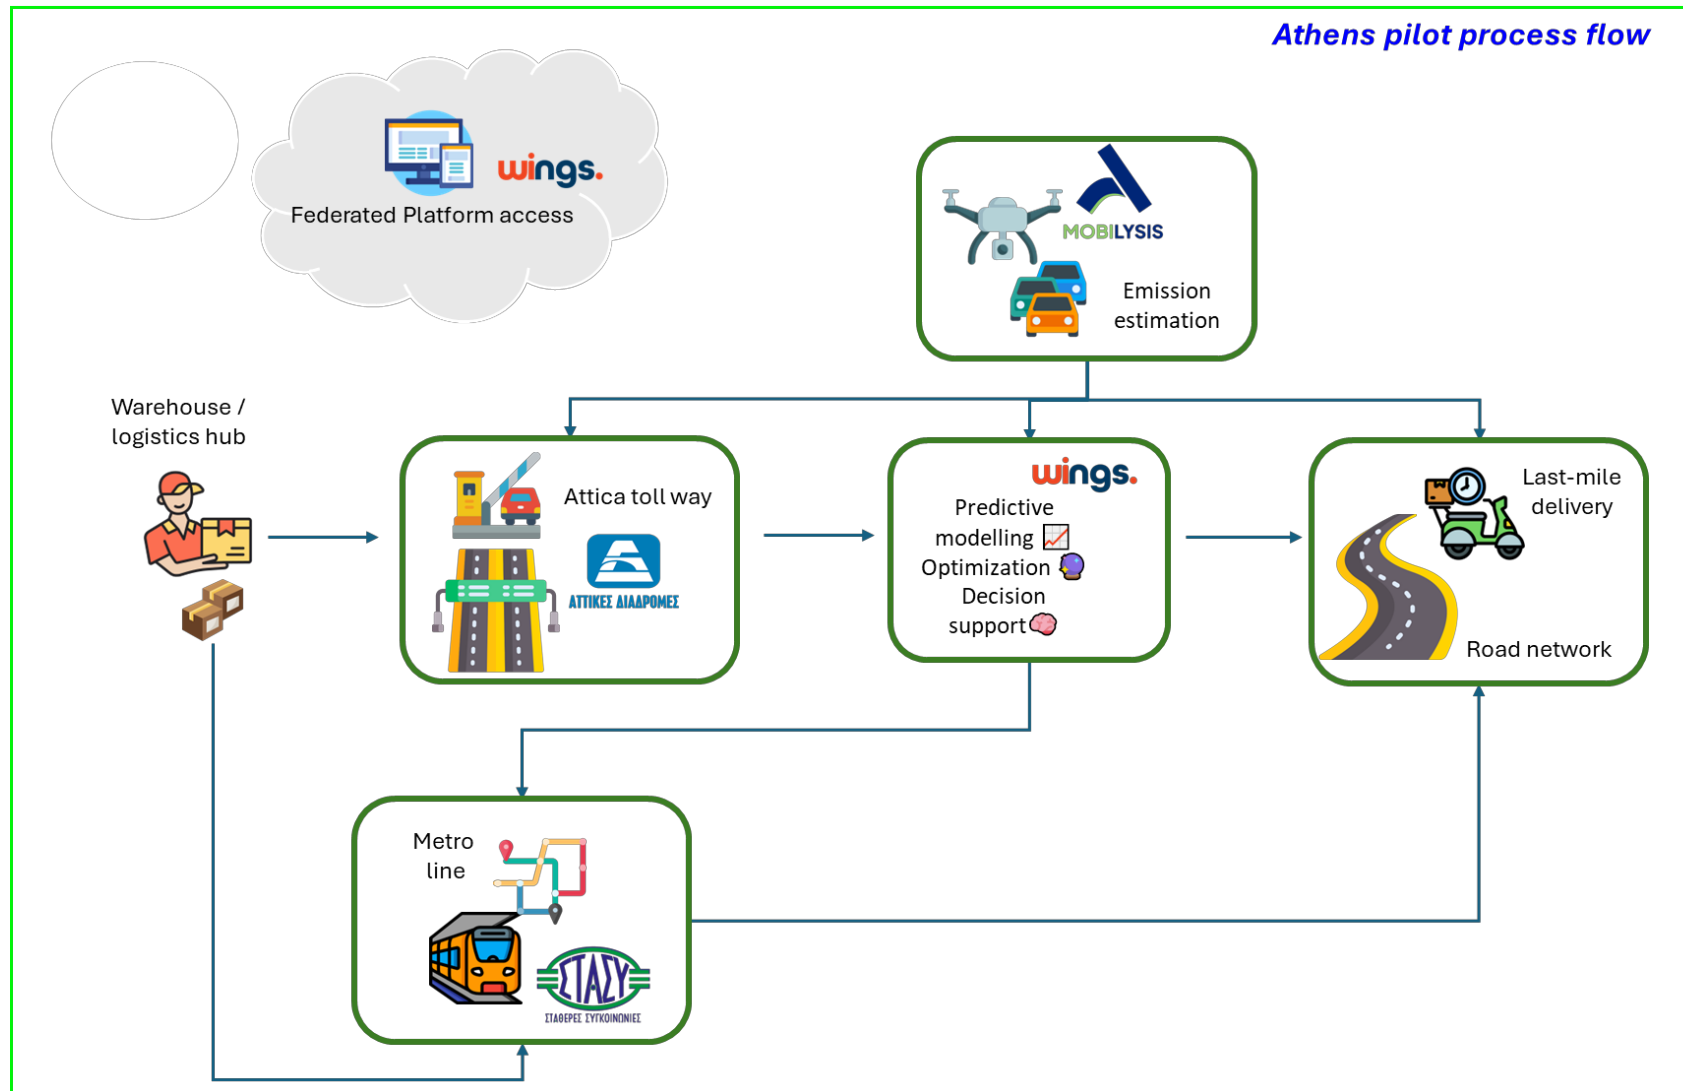 Athens pilot process flow
wings.
Federated Platform access
MOBILYSIS
Emission
estimation
Warehouse /
logistics hub
Attica toll way
ΑΤΤΙΚΕΣ ΔΙΑΔΡΟΜΕΣ
wings.
Predictive
modelling
Optimization
Decision
support
Last-mile
delivery
Road network
Metro
line
ΣΤΑΣΥ
ΣΤΑΘΕΡΕΣ ΣΥΓΚΟΙΝΩΝΙΕΣ